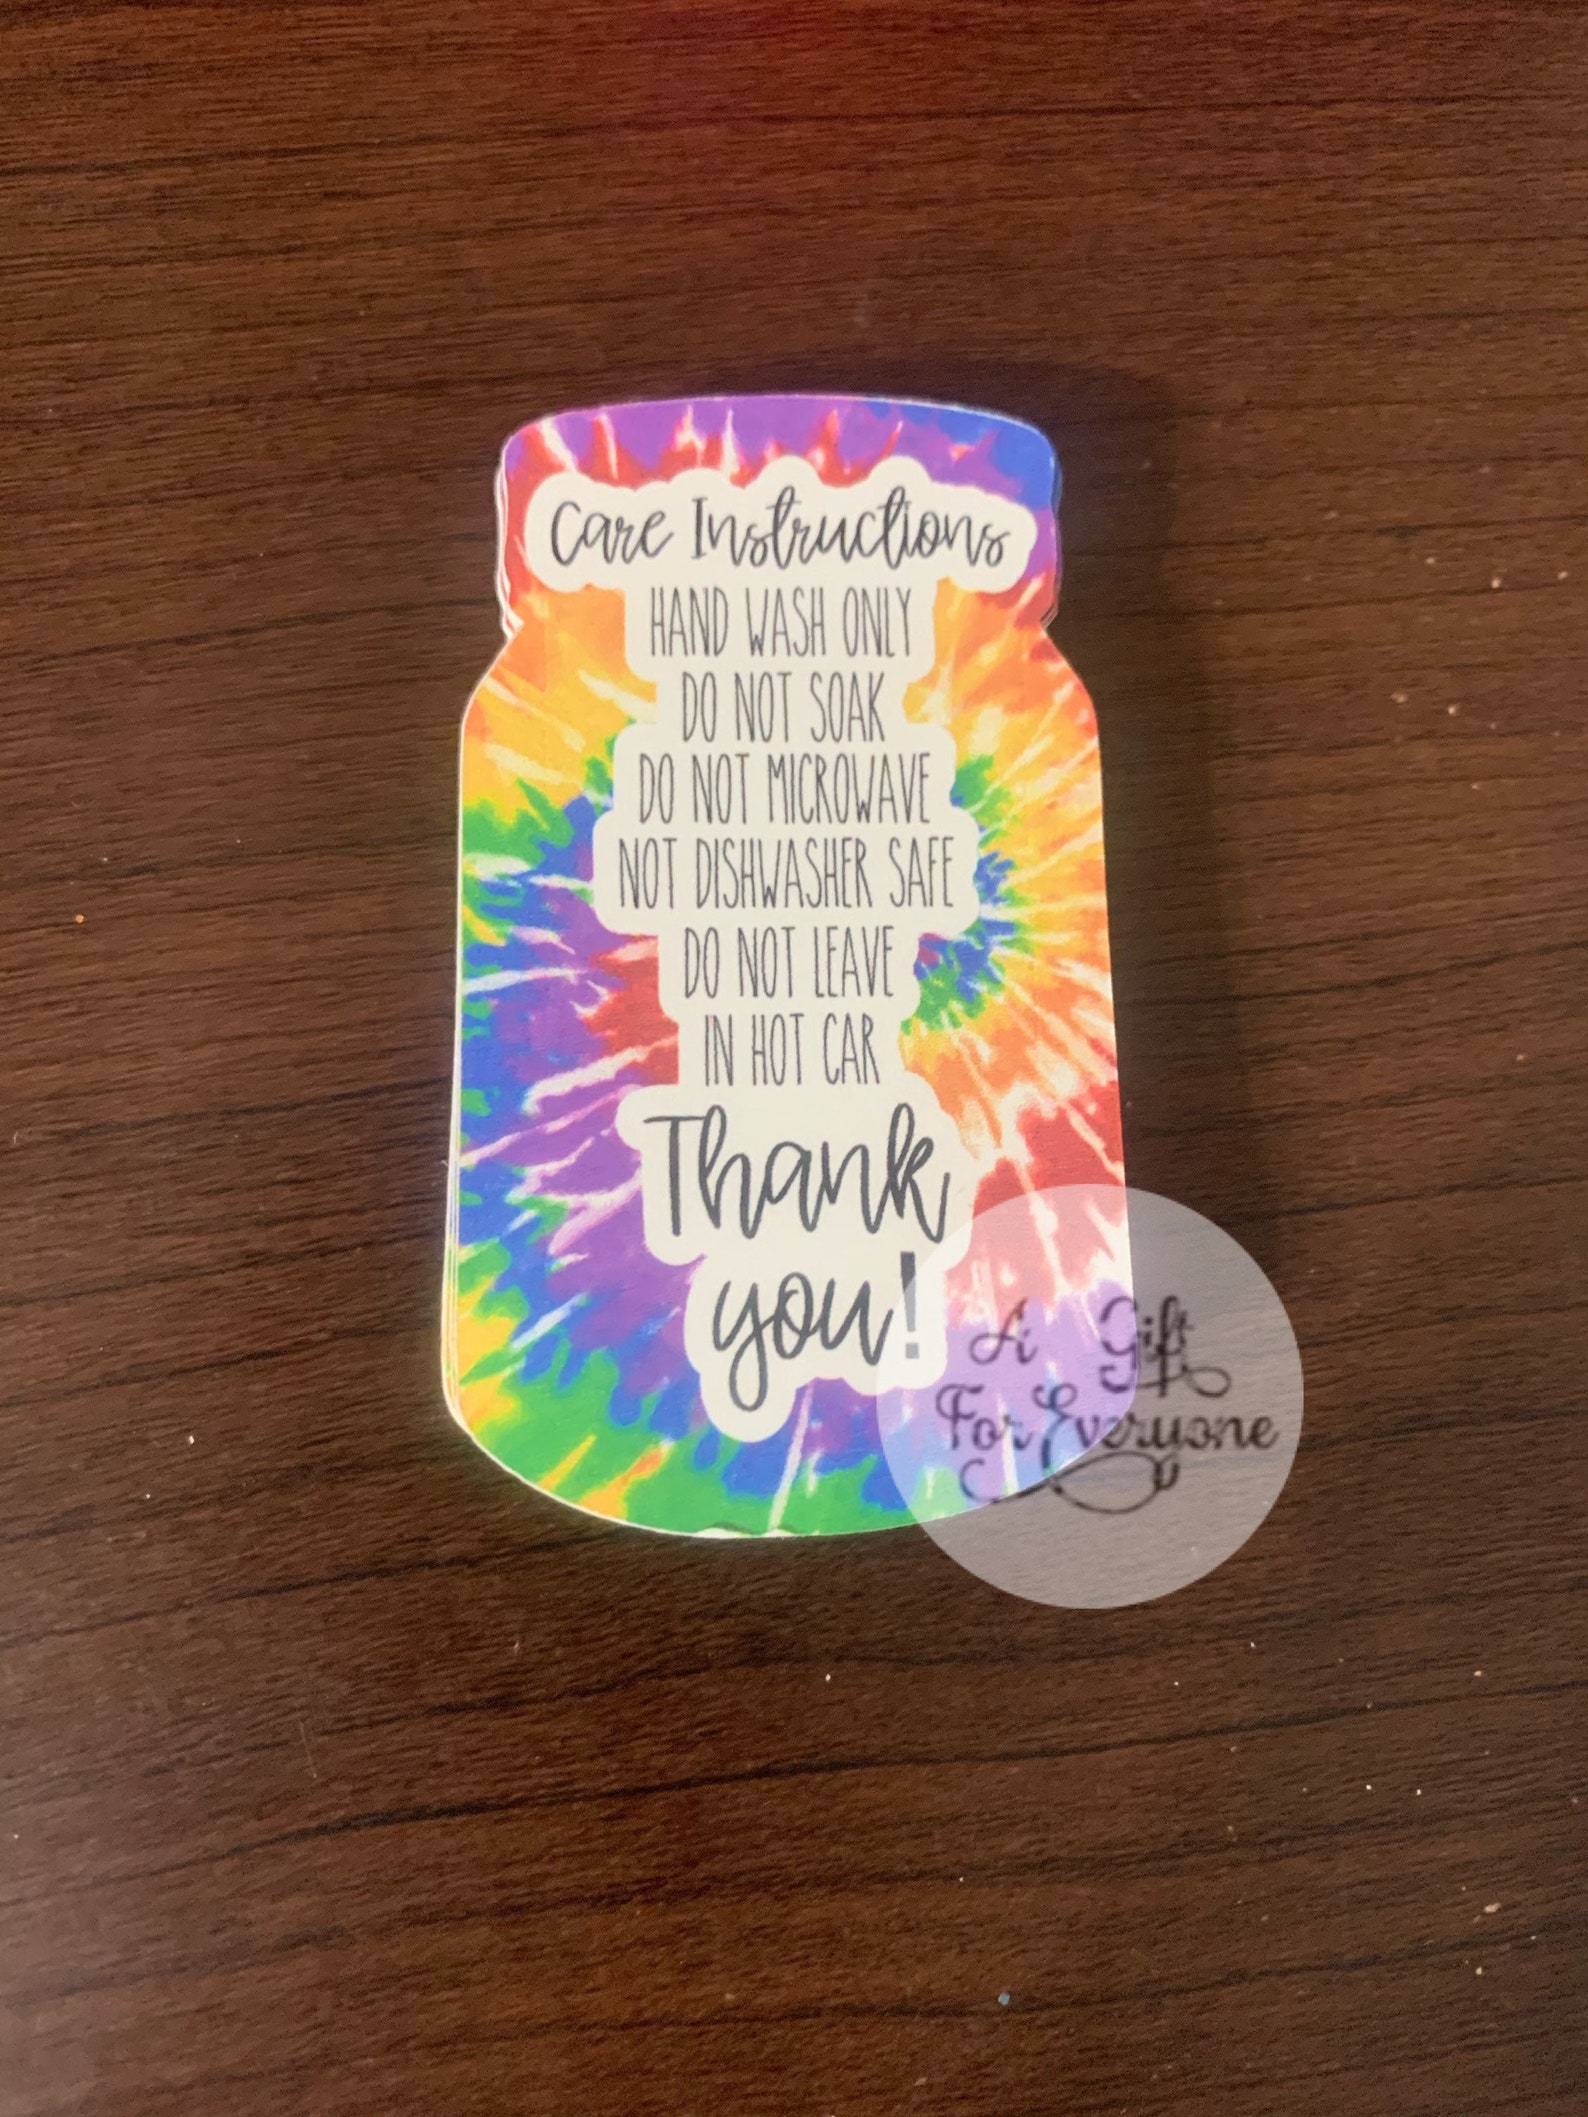 Care Instructions
HAND WASH ONLY
DO NOT SOAK
DO NOT MICROWAVE
NOT DISHWASHER SAFE
DO NOT LEAVE
IN HOT CAR
Thank
you!
A Gift
For Everyone